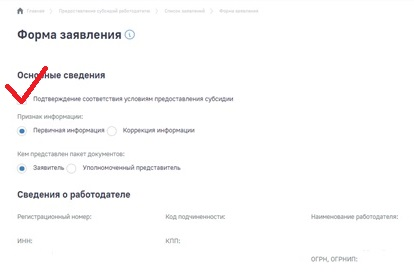 Главная > Предоставление субсидий работодателям > Список заявлений > Форма заявления
Форма заявления
Основные сведения
Подтверждение соответствия условиям предоставления субсидии
Признак информации:
Первичная информация Коррекция информации
Кем представлен пакет документов:
Заявитель Уполномоченный представитель
Сведения о работодателе
Регистрационный номер: Код подчиненности: Наименование работодателя:
ИНН: КПП:
ОГРН, ОГРНИП: